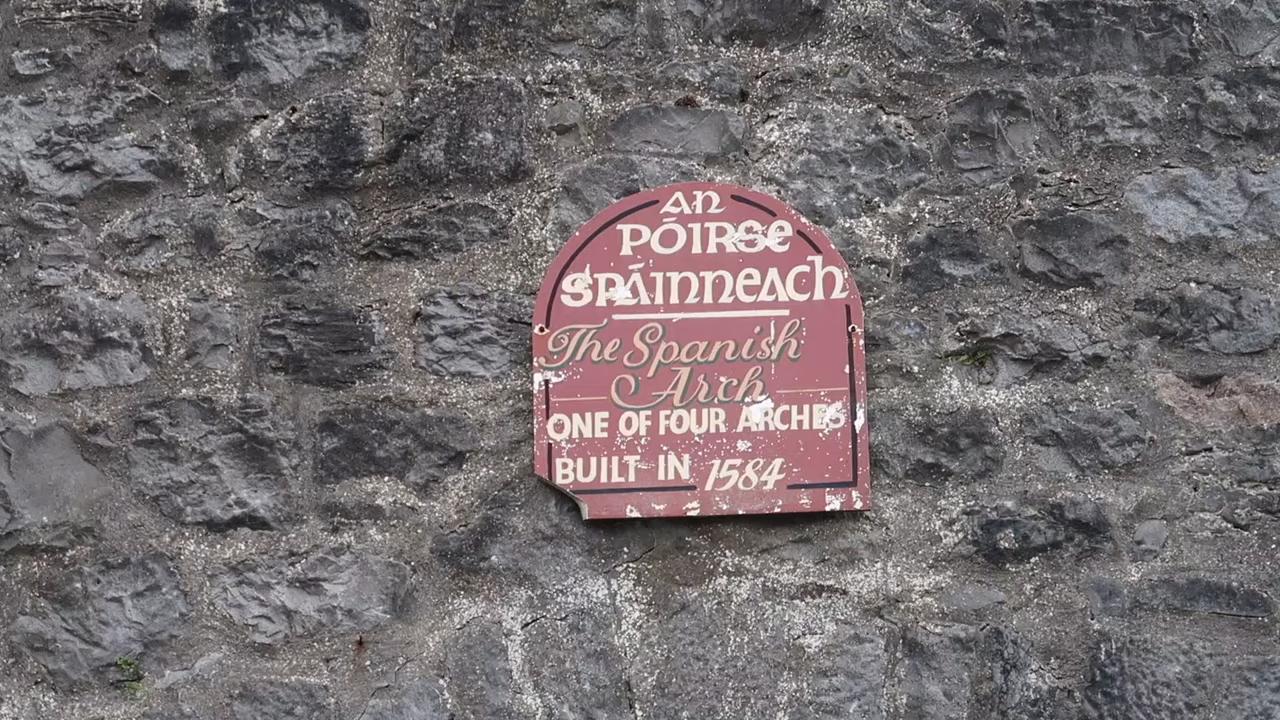 AN
PÓIRSE
SPÁINNEACH
The Spanish
Arch
ONE OF FOUR ARCHES
BUILT IN 1584